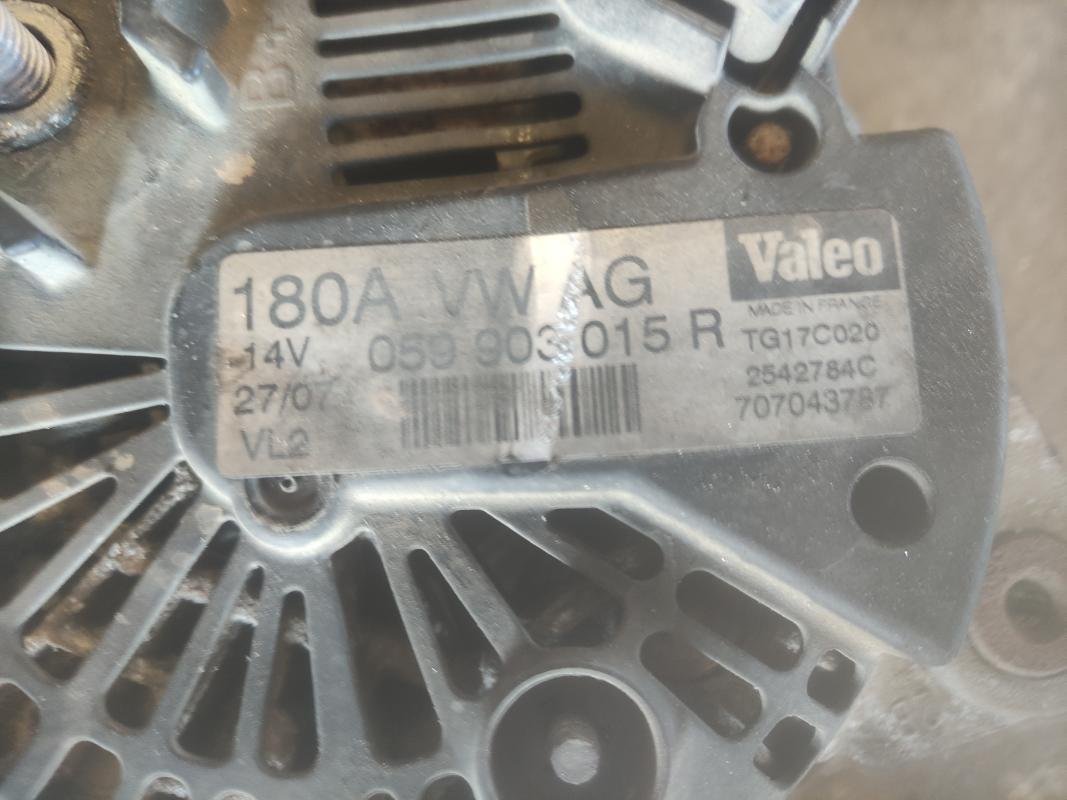 B+
180A VW AG
Valeo
MADE IN FRANCE
14V 059 903 015 R
TG17C020
27/07
2542784C
VL2
707043787